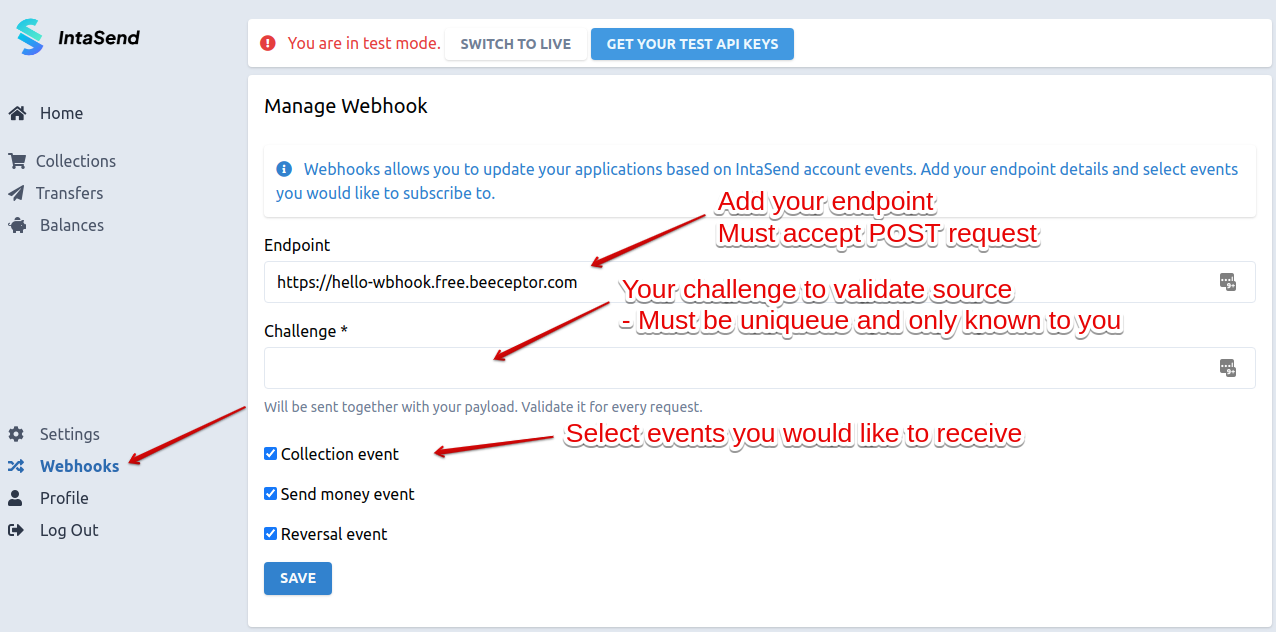 IntaSend
You are in test mode.
SWITCH TO LIVE
GET YOUR TEST API KEYS
Home
Collections
Transfers
Balances
Settings
Webhooks
Profile
Log Out
Manage Webhook
Webhooks allows you to update your applications based on IntaSend account events. Add your endpoint details and select events
you would like to subscribe to.
Add your endpoint
Must accept POST request
Endpoint
https://hello-wbhook.free.beeceptor.com
Your challenge to validate source
- Must be uniqueue and only known to you
Challenge *
Will be sent together with your payload. Validate it for every request.
Select events you would like to receive
Collection event
Send money event
Reversal event
SAVE